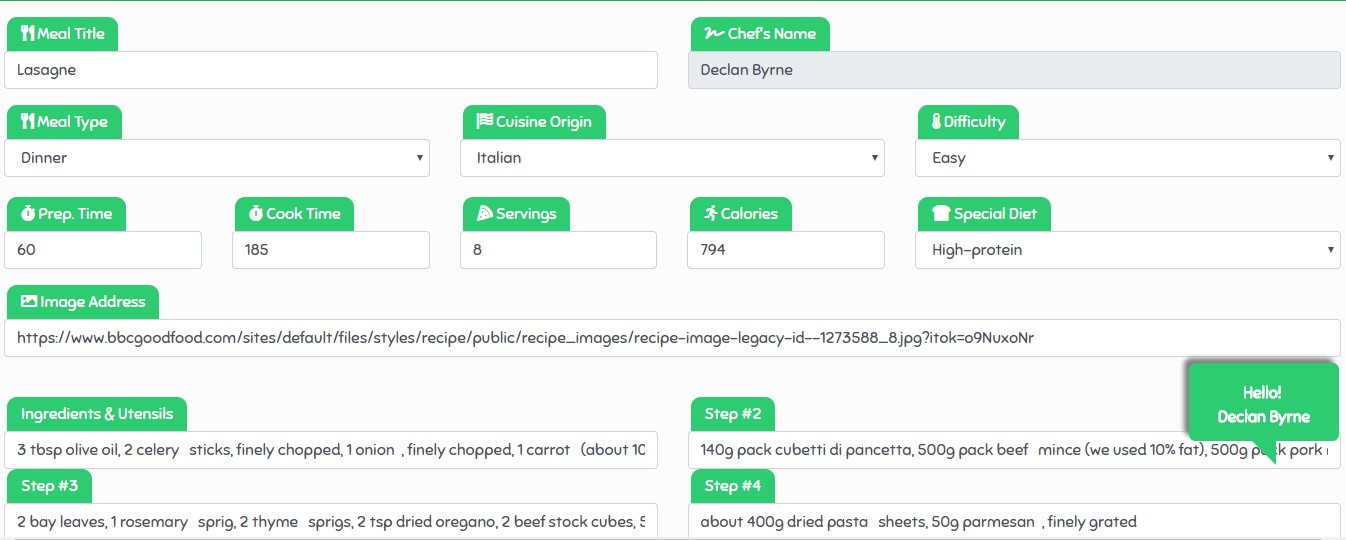 Meal Title
Chef's Name
Lasagne
Declan Byrne
Meal Type
Cuisine Origin
Difficulty
Dinner
Italian
Easy
Prep. Time
Cook Time
Servings
Calories
Special Diet
60
185
8
794
High-protein
Image Address
https://www.bbcgoodfood.com/sites/default/files/styles/recipe/public/recipe_images/recipe-image-legacy-id--1273588_8.jpg?itok=o9NuxoNr
Hello!
Declan Byrne
Ingredients & Utensils
Step #2
3 tbsp olive oil, 2 celery sticks, finely chopped, 1 onion , finely chopped, 1 carrot (about 10
140g pack cubetti di pancetta, 500g pack beef mince (we used 10% fat), 500g pack pork
Step #3
Step #4
2 bay leaves, 1 rosemary sprig, 2 thyme sprigs, 2 tsp dried oregano, 2 beef stock cubes,
about 400g dried pasta sheets, 50g parmesan , finely grated